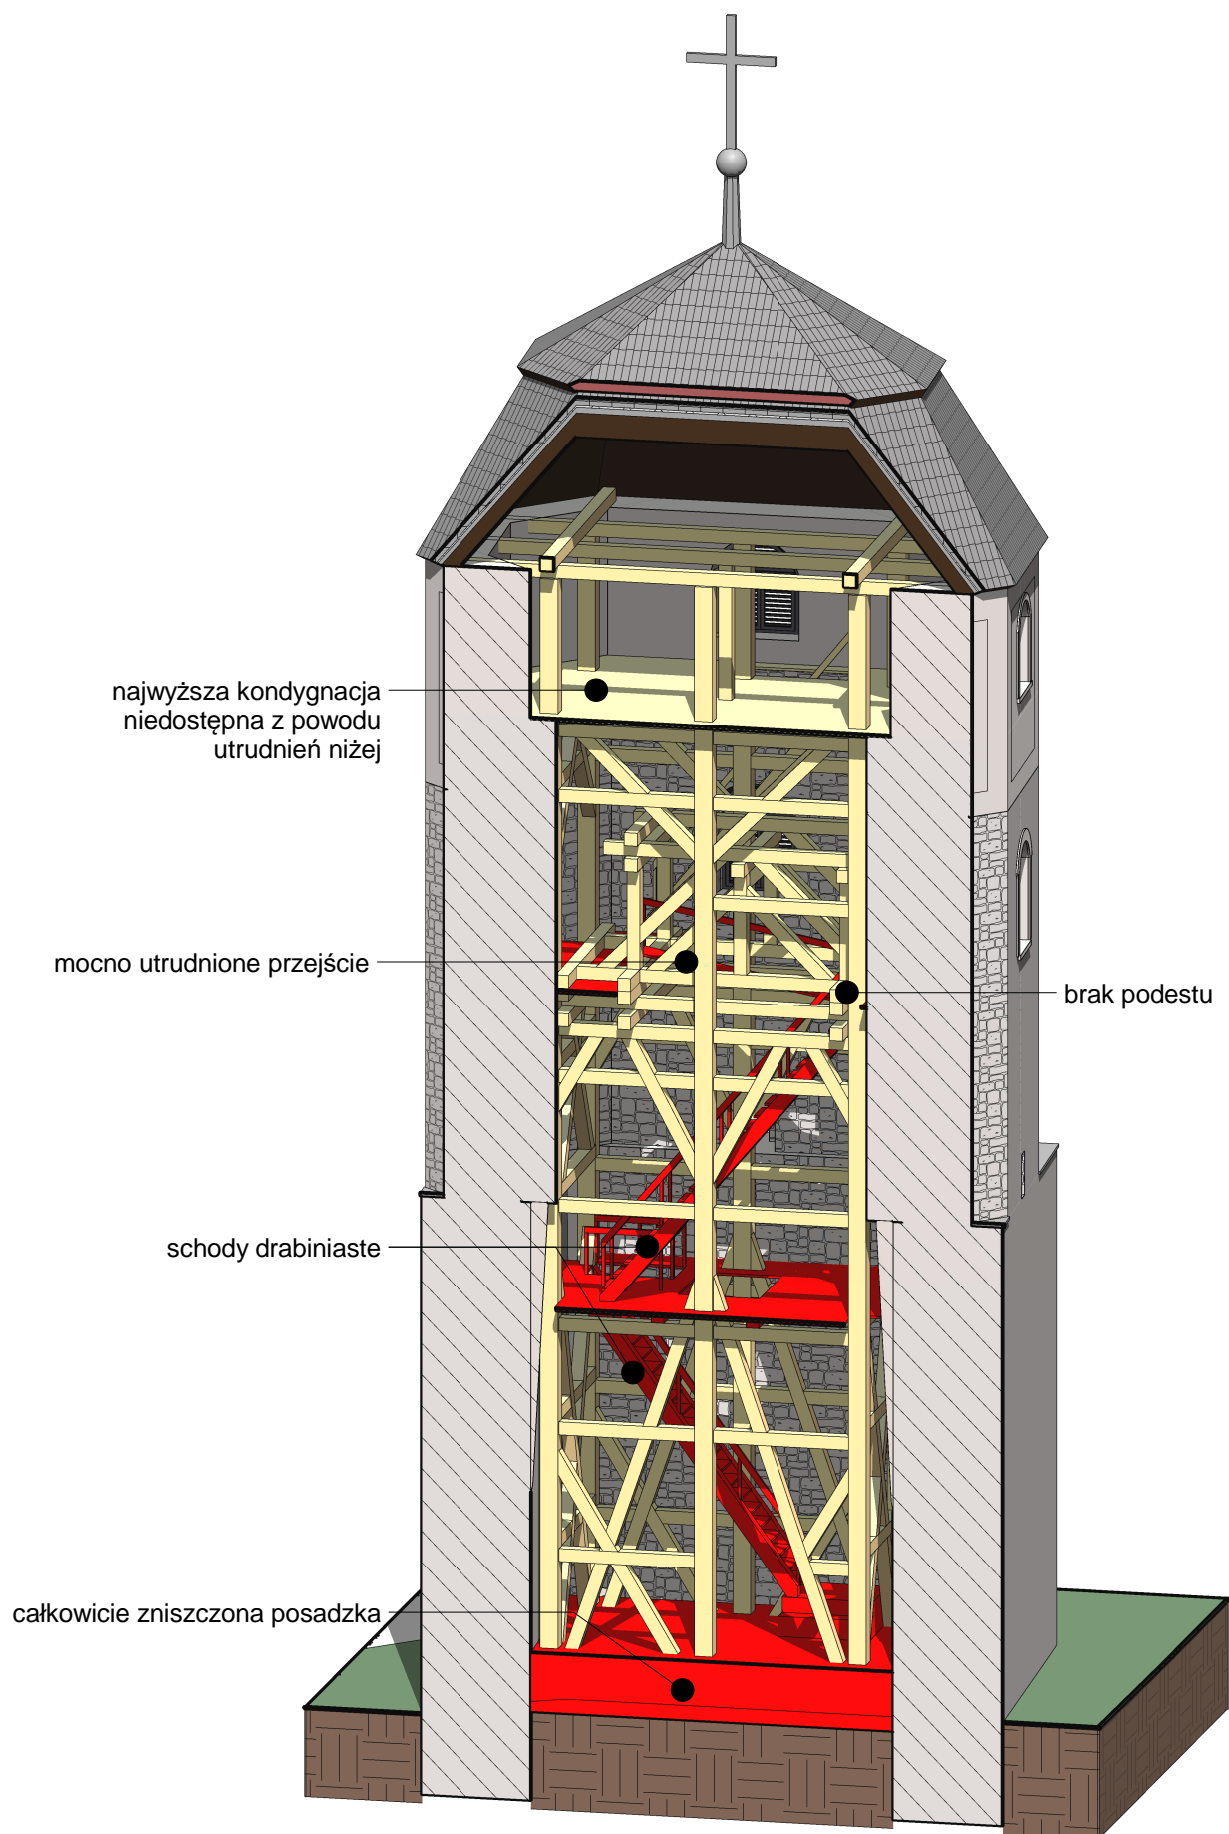 najwyższa kondygnacja
niedostępna z powodu
utrudnień niżej
mocno utrudnione przejście
brak podestu
schody drabiniaste
całkowicie zniszczona posadzka